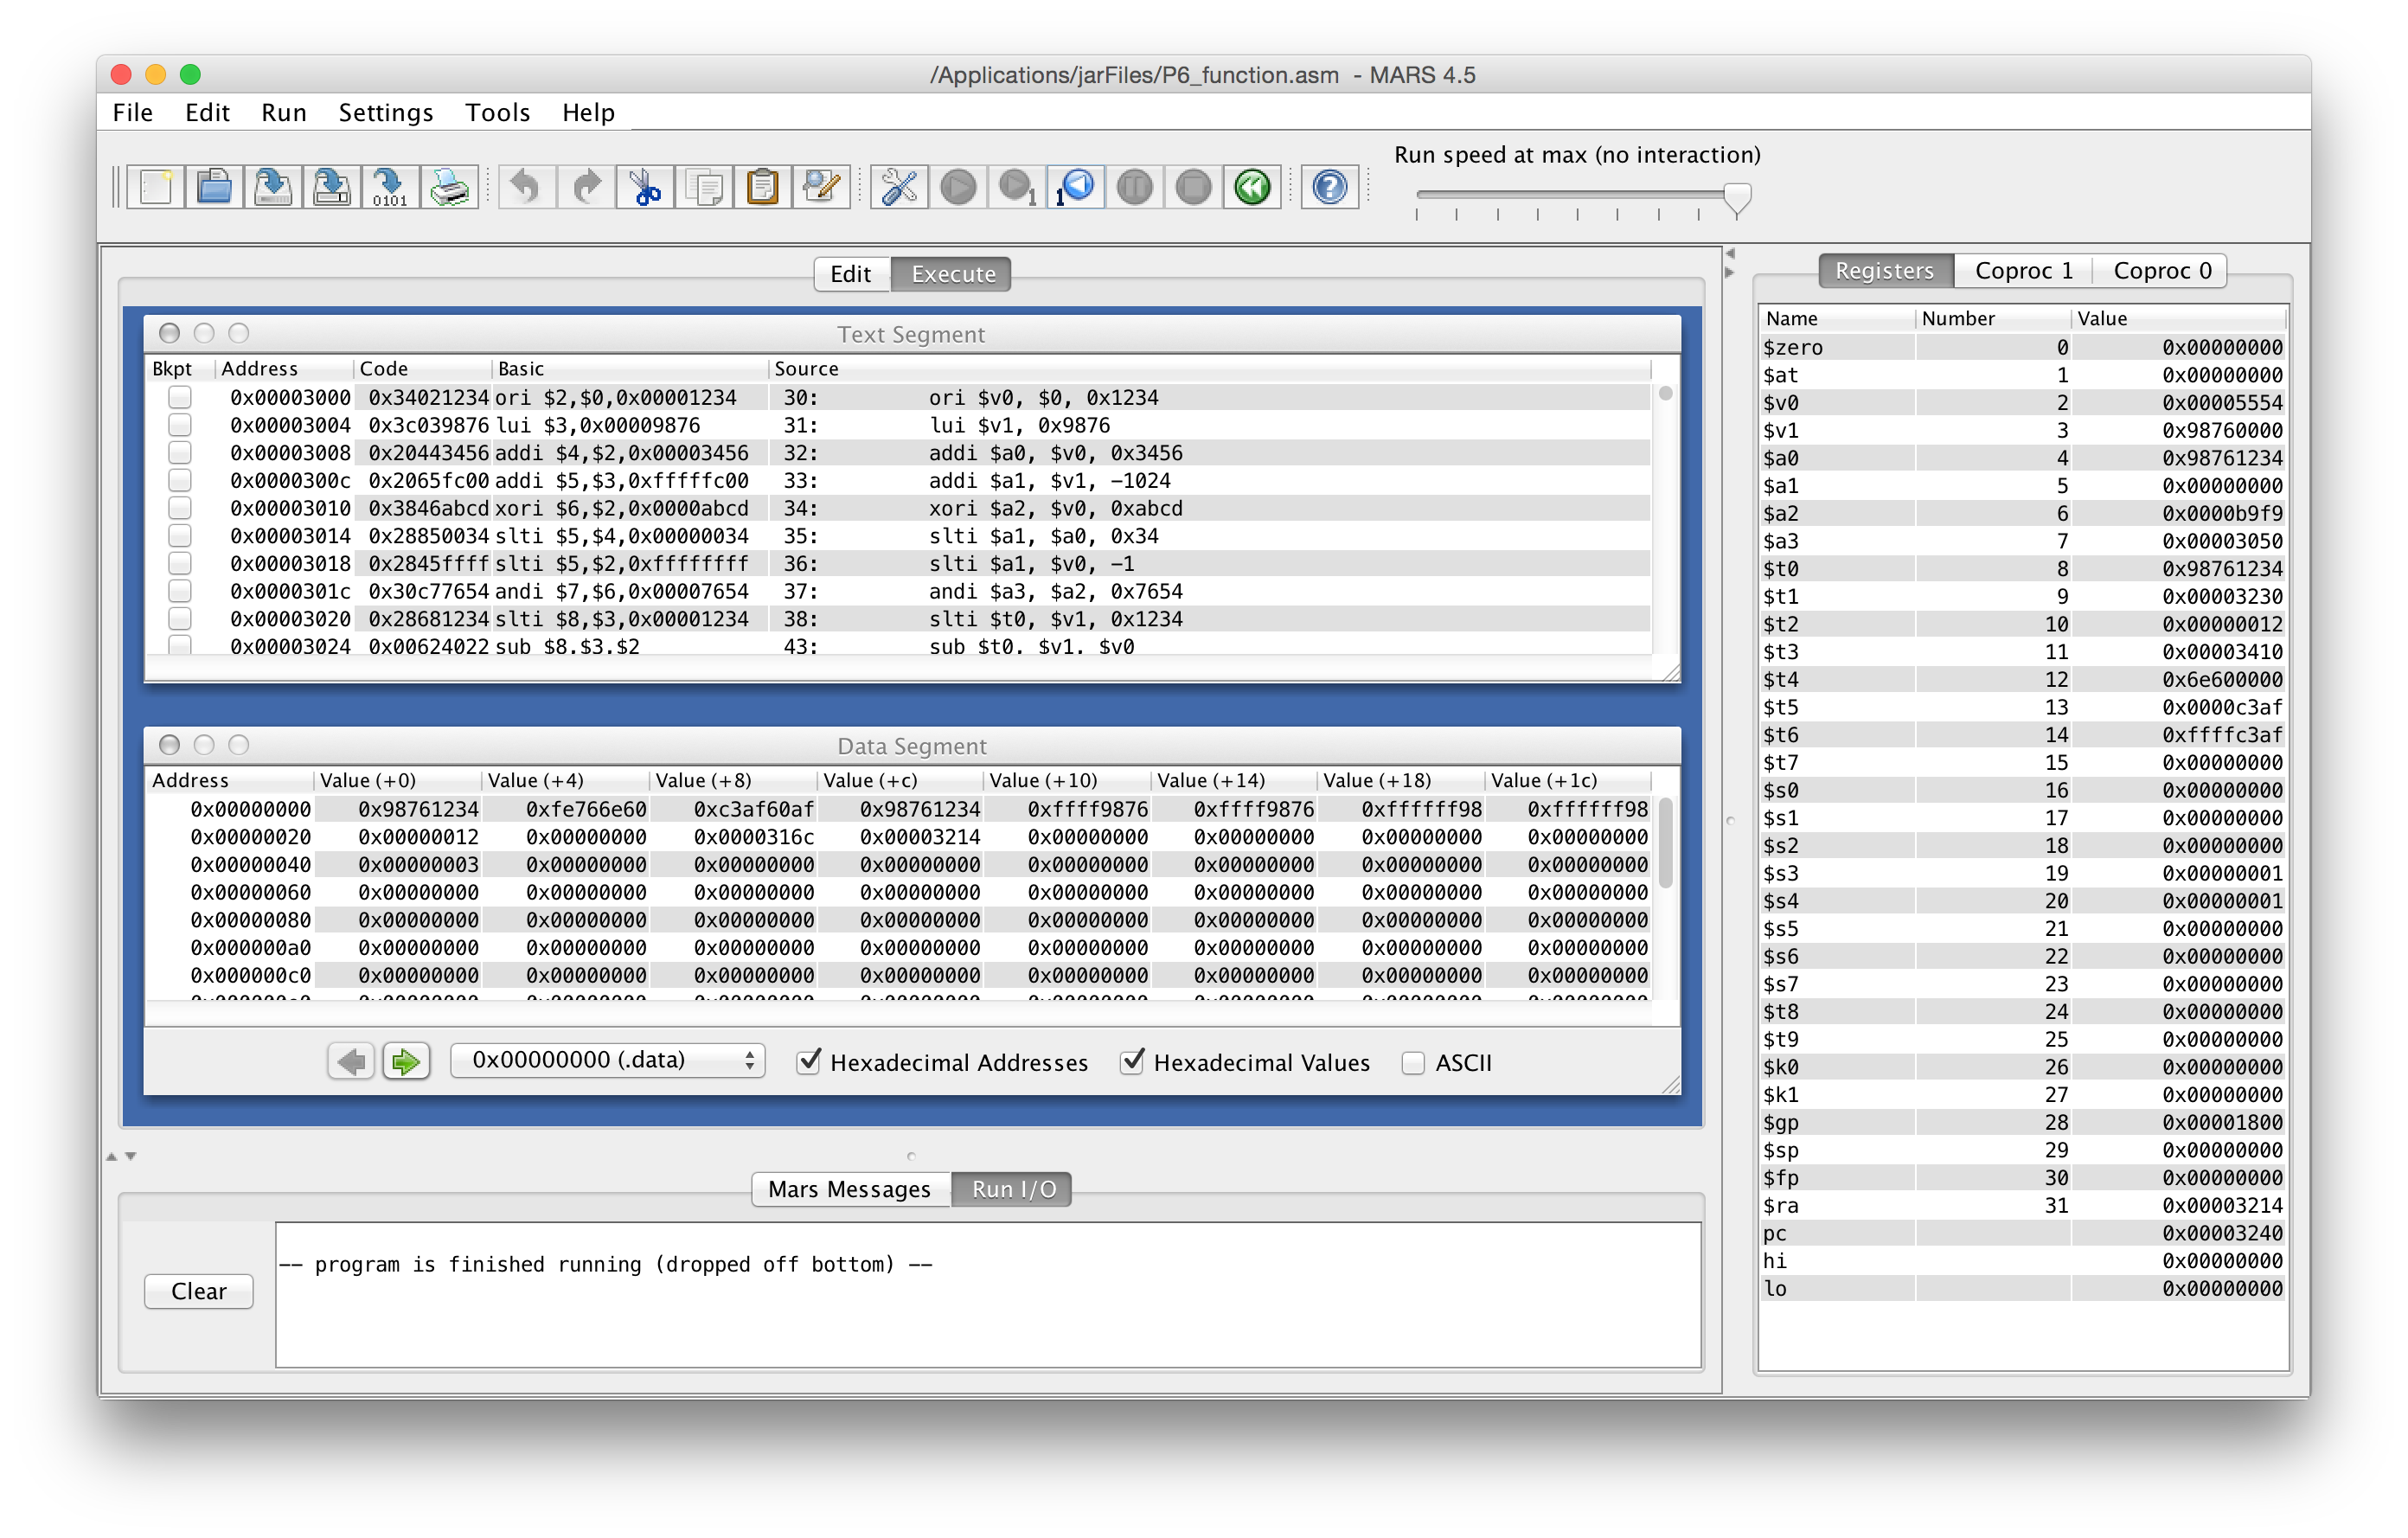 /Applications/jarFiles/P6_function.asm - MARS 4.5
File Edit Run Settings Tools Help
Run speed at max (no interaction)
0101 1 1
Edit Execute
Text Segment
Bkpt Address Code Basic Source
0x00003000 0x34021234 ori $2,$0,0x00001234 30: ori $v0, $0, 0x1234
0x00003004 0x3c039876 lui $3,0x00009876 31: lui $v1, 0x9876
0x00003008 0x20443456 addi $4,$2,0x00003456 32: addi $a0, $v0, 0x3456
0x0000300c 0x2065fc00 addi $5,$3,0xfffffc00 33: addi $a1, $v1, -1024
0x00003010 0x3846abcd xori $6,$2,0x0000abcd 34: xori $a2, $v0, 0xabcd
0x00003014 0x28850034 slti $5,$4,0x00000034 35: slti $a1, $a0, 0x34
0x00003018 0x2845ffff slti $5,$2,0xffffffff 36: slti $a1, $v0, -1
0x0000301c 0x30c77654 andi $7,$6,0x00007654 37: andi $a3, $a2, 0x7654
0x00003020 0x28681234 slti $8,$3,0x00001234 38: slti $t0, $v1, 0x1234
0x00003024 0x00624022 sub $8,$3,$2 43: sub $t0, $v1, $v0
Data Segment
Address Value (+0) Value (+4) Value (+8) Value (+c) Value (+10) Value (+14) Value (+18) Value (+1c)
0x00000000 0x98761234 0xfe766e60 0xc3af60af 0x98761234 0xffff9876 0xffff9876 0xffffff98 0xffffff98
0x00000020 0x00000012 0x00000000 0x0000316c 0x00003214 0x00000000 0x00000000 0x00000000 0x00000000
0x00000040 0x00000003 0x00000000 0x00000000 0x00000000 0x00000000 0x00000000 0x00000000 0x00000000
0x00000060 0x00000000 0x00000000 0x00000000 0x00000000 0x00000000 0x00000000 0x00000000 0x00000000
0x00000080 0x00000000 0x00000000 0x00000000 0x00000000 0x00000000 0x00000000 0x00000000 0x00000000
0x000000a0 0x00000000 0x00000000 0x00000000 0x00000000 0x00000000 0x00000000 0x00000000 0x00000000
0x000000c0 0x00000000 0x00000000 0x00000000 0x00000000 0x00000000 0x00000000 0x00000000 0x00000000
0x00000000 (.data) Hexadecimal Addresses Hexadecimal Values ASCII
Mars Messages Run I/O
-- program is finished running (dropped off bottom) --
Clear
Registers Coproc 1 Coproc 0
Name Number Value
$zero 0 0x00000000
$at 1 0x00000000
$v0 2 0x00005554
$v1 3 0x98760000
$a0 4 0x98761234
$a1 5 0x00000000
$a2 6 0x0000b9f9
$a3 7 0x00003050
$t0 8 0x98761234
$t1 9 0x00003230
$t2 10 0x00000012
$t3 11 0x00003410
$t4 12 0x6e600000
$t5 13 0x0000c3af
$t6 14 0xffffc3af
$t7 15 0x00000000
$s0 16 0x00000000
$s1 17 0x00000000
$s2 18 0x00000000
$s3 19 0x00000001
$s4 20 0x00000001
$s5 21 0x00000000
$s6 22 0x00000000
$s7 23 0x00000000
$t8 24 0x00000000
$t9 25 0x00000000
$k0 26 0x00000000
$k1 27 0x00000000
$gp 28 0x00001800
$sp 29 0x00000000
$fp 30 0x00000000
$ra 31 0x00003214
pc 0x00003240
hi 0x00000000
lo 0x00000000